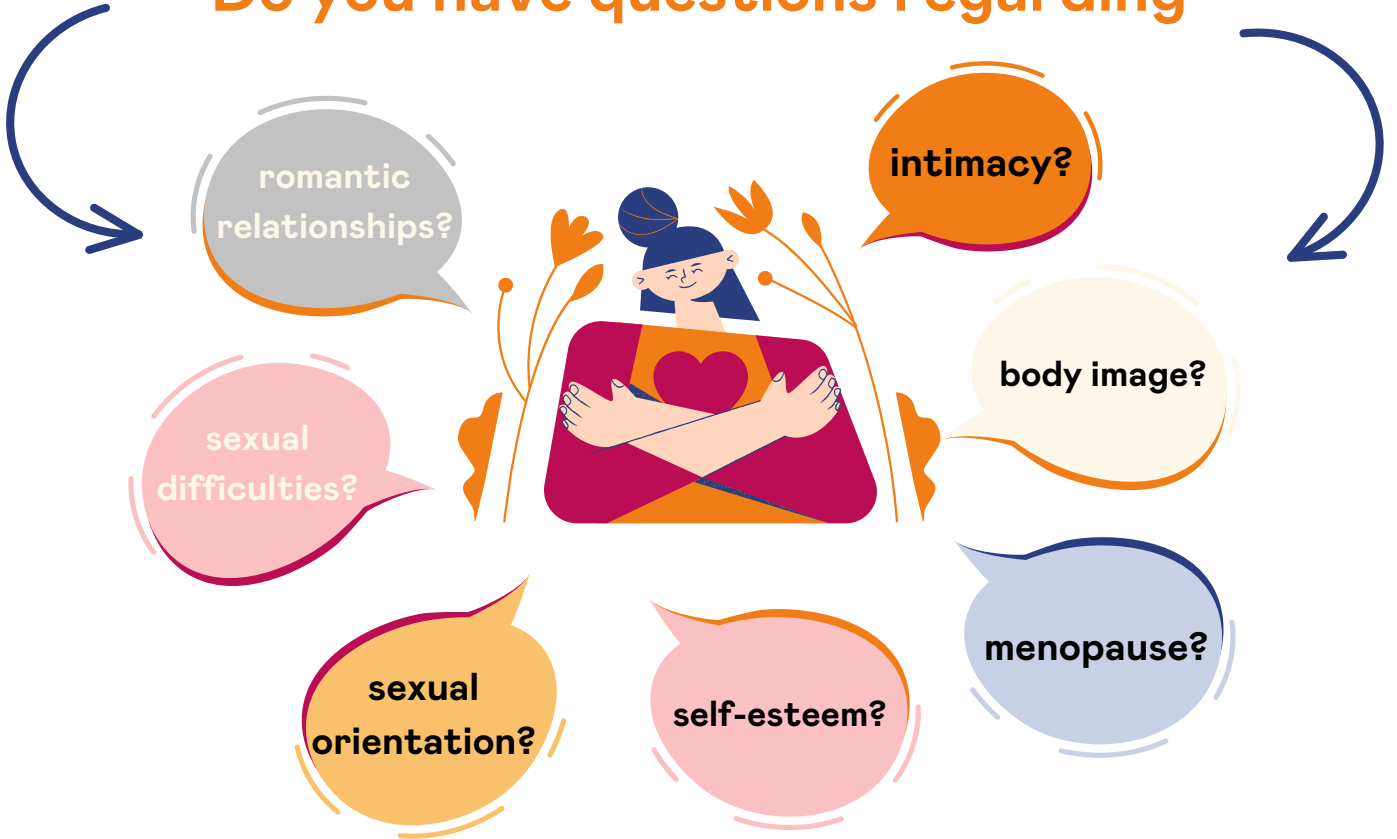 Do you have questions regarding
romantic
relationships?
intimacy?
body image?
sexual
difficulties?
menopause?
sexual
orientation?
self-esteem?